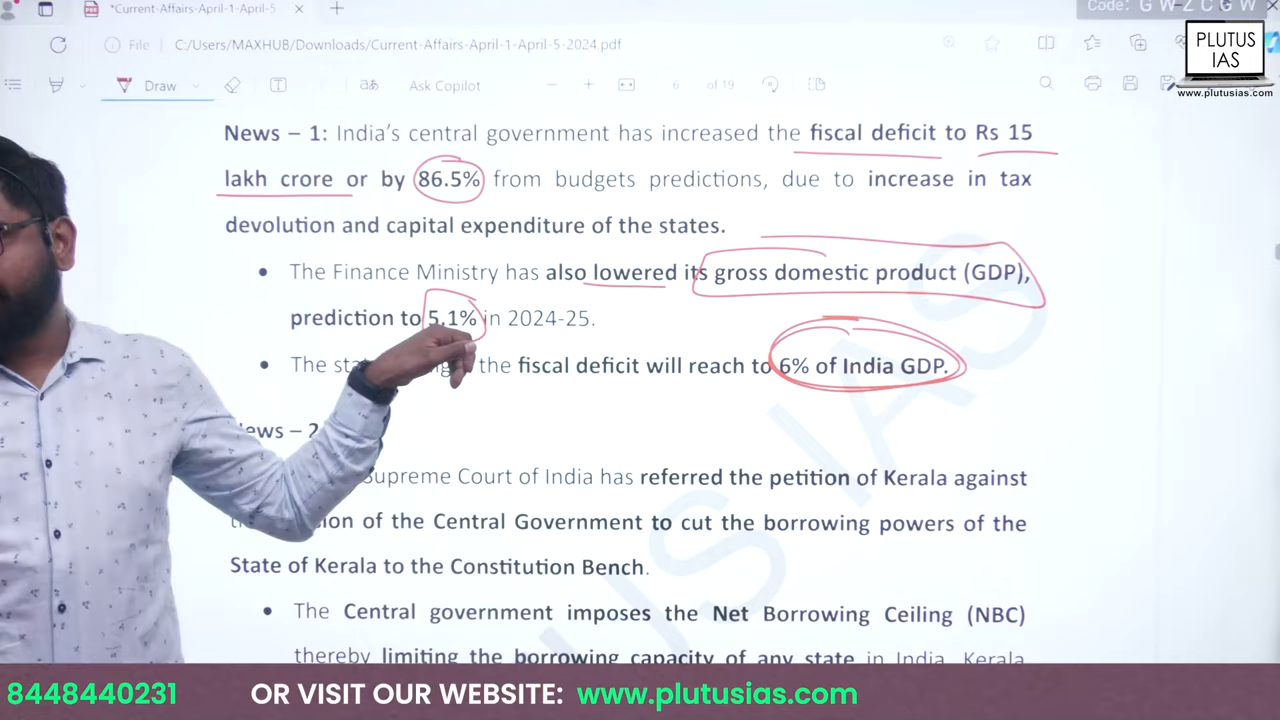 *Current-Affairs-April-1-April-5
Code: G W-Z C G W
File C:/Users/MAXHUB/Downloads/Current-Affairs-April-1-April-5-2024.pdf
PLUTUS
IAS
www.plutusias.com
Draw Ask Copilot 6 of 19
News – 1: India's central government has increased the fiscal deficit to Rs 15
lakh crore or by 86.5% from budgets predictions, due to increase in tax
devolution and capital expenditure of the states.
• The Finance Ministry has also lowered its gross domestic product (GDP),
prediction to 5.1% in 2024-25.
• The the fiscal deficit will reach to 6% of India GDP.
– 2
Supreme Court of India has referred the petition of Kerala against
of the Central Government to cut the borrowing powers of the
State of Kerala to the Constitution Bench.
• The Central government imposes the Net Borrowing Ceiling (NBC)
thereby limiting the borrowing capacity of any state in India. Kerala
8448440231 OR VISIT OUR WEBSITE: www.plutusias.com